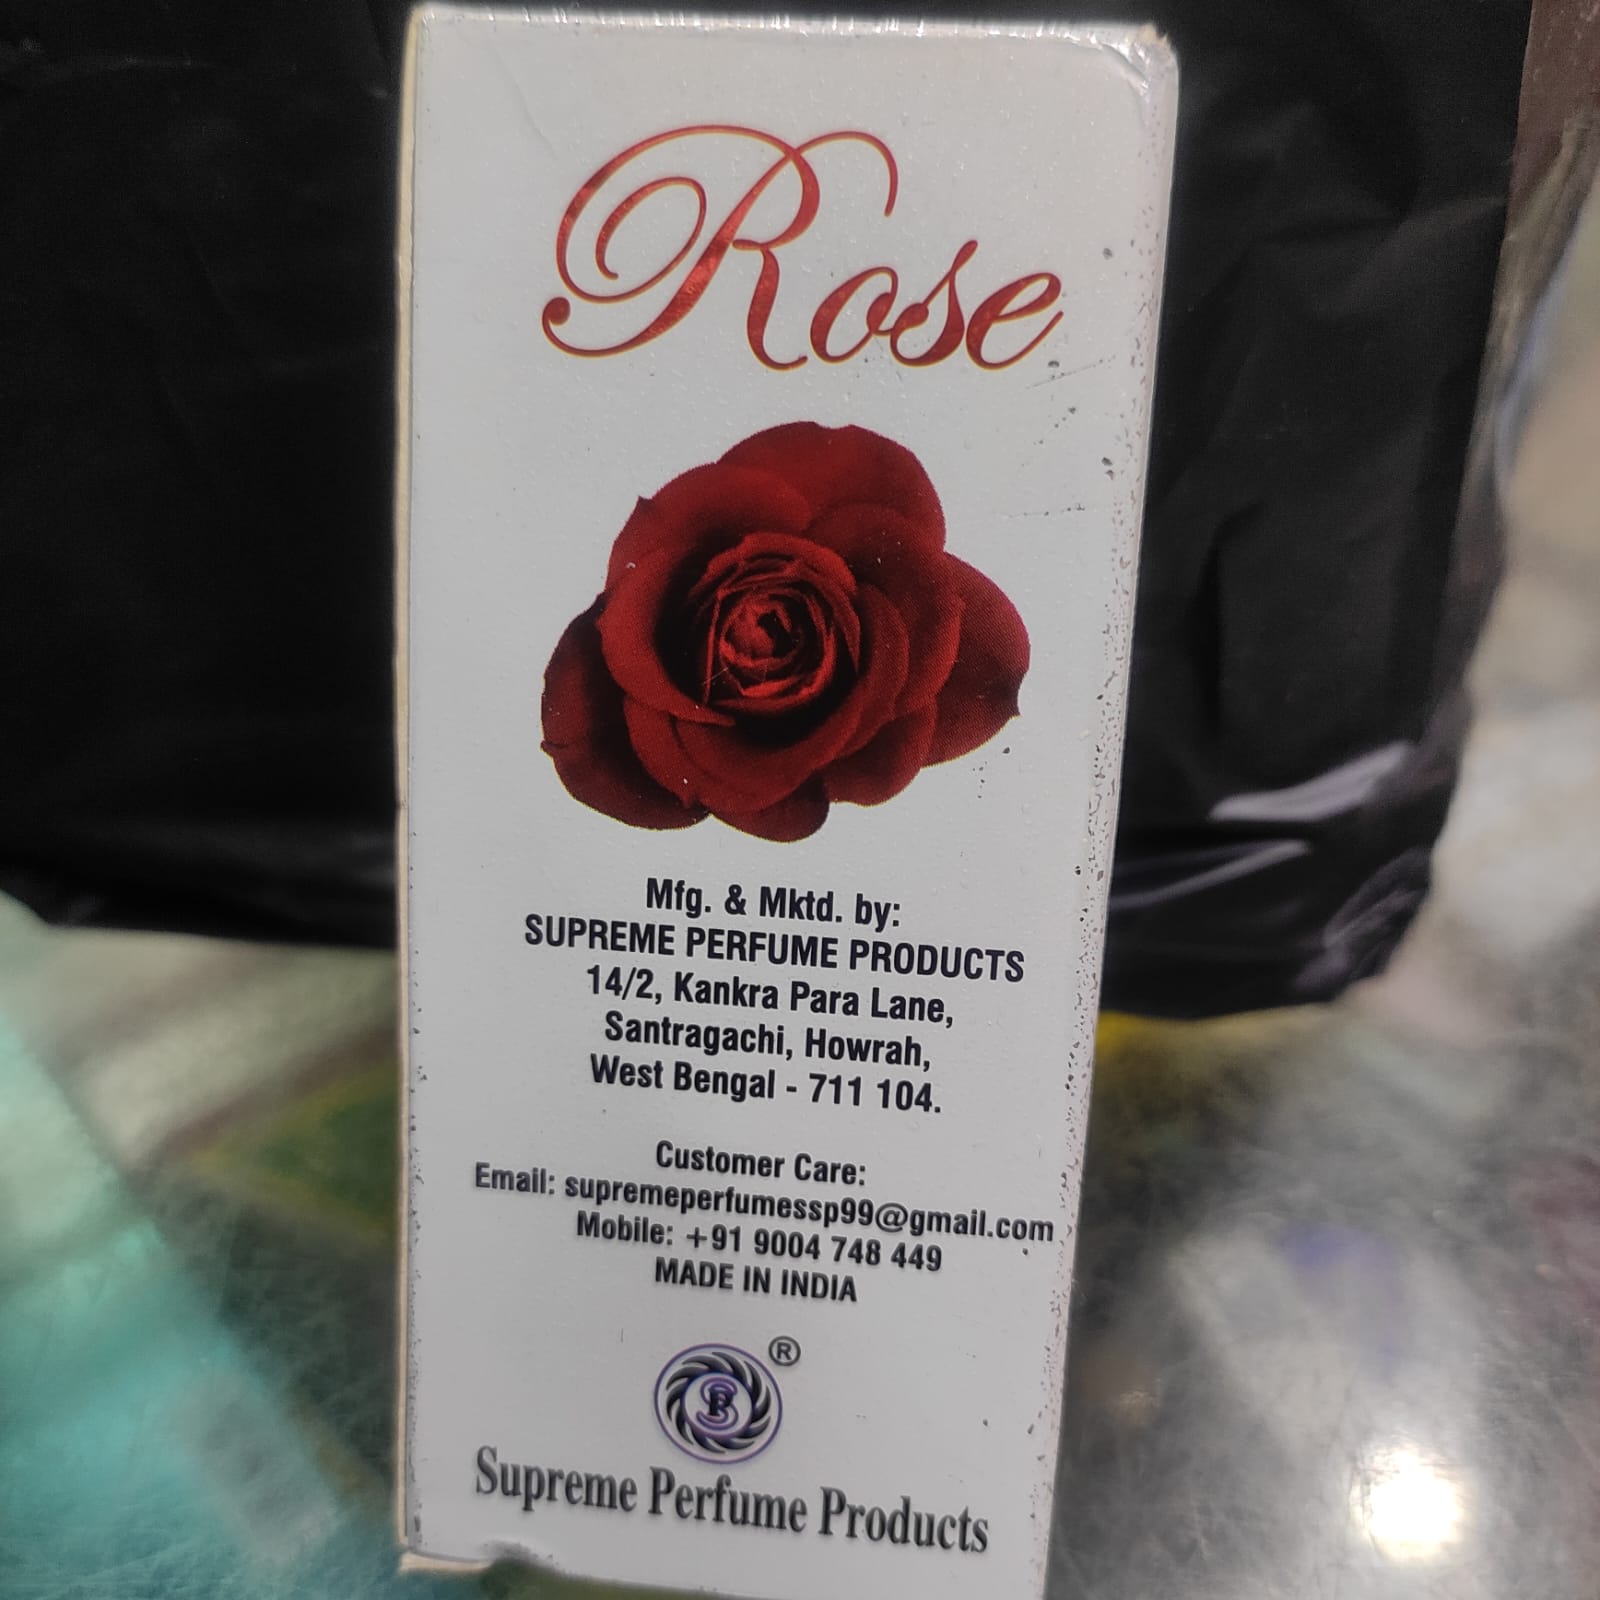 Rose
Mfg. & Mktd. by:
SUPREME PERFUME PRODUCTS
14/2, Kankra Para Lane,
Santragachi, Howrah,
West Bengal - 711 104.
Customer Care:
Email: supremeperfumessp99@gmail.com
Mobile: +91 9004 748 449
MADE IN INDIA
SP ®
Supreme Perfume Products